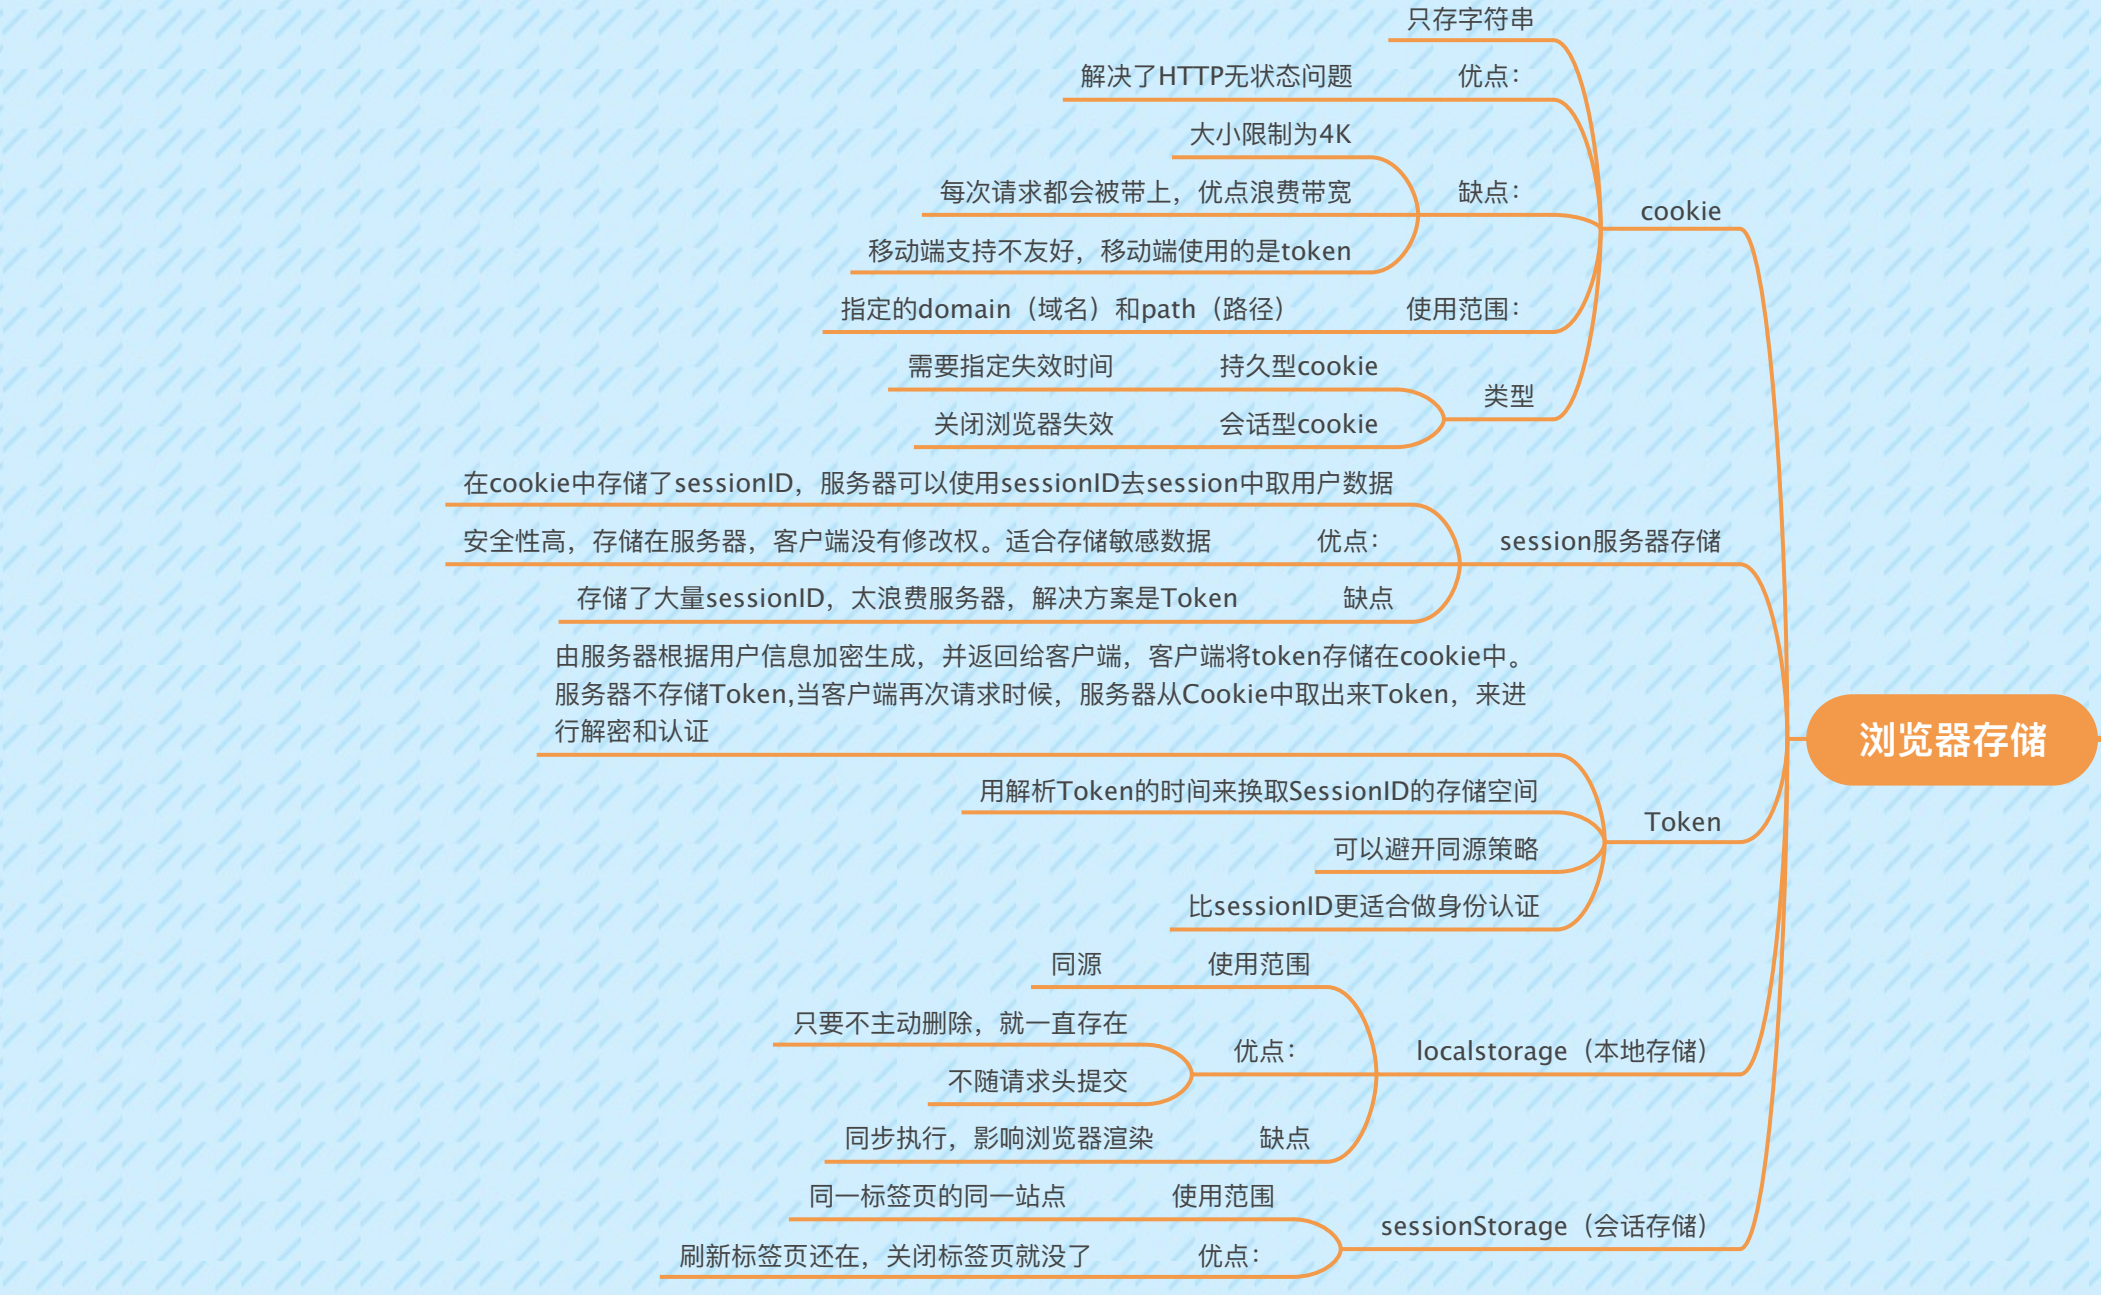 只存字符串
解决了HTTP无状态问题 优点：
大小限制为4K
每次请求都会被带上，优点浪费带宽 缺点：
cookie
移动端支持不友好，移动端使用的是token
指定的domain（域名）和path（路径） 使用范围：
需要指定失效时间 持久型cookie
类型
关闭浏览器失效 会话型cookie
在cookie中存储了sessionID，服务器可以使用sessionID去session中取用户数据
安全性高，存储在服务器，客户端没有修改权。适合存储敏感数据 优点： session服务器存储
存储了大量sessionID，太浪费服务器，解决方案是Token 缺点
由服务器根据用户信息加密生成，并返回给客户端，客户端将token存储在cookie中。
服务器不存储Token,当客户端再次请求时候，服务器从Cookie中取出来Token，来进
行解密和认证
浏览器存储
用解析Token的时间来换取SessionID的存储空间
Token
可以避开同源策略
比sessionID更适合做身份认证
同源 使用范围
只要不主动删除，就一直存在
优点： localstorage（本地存储）
不随请求头提交
同步执行，影响浏览器渲染 缺点
同一标签页的同一站点 使用范围
sessionStorage（会话存储）
刷新标签页还在，关闭标签页就没了 优点：